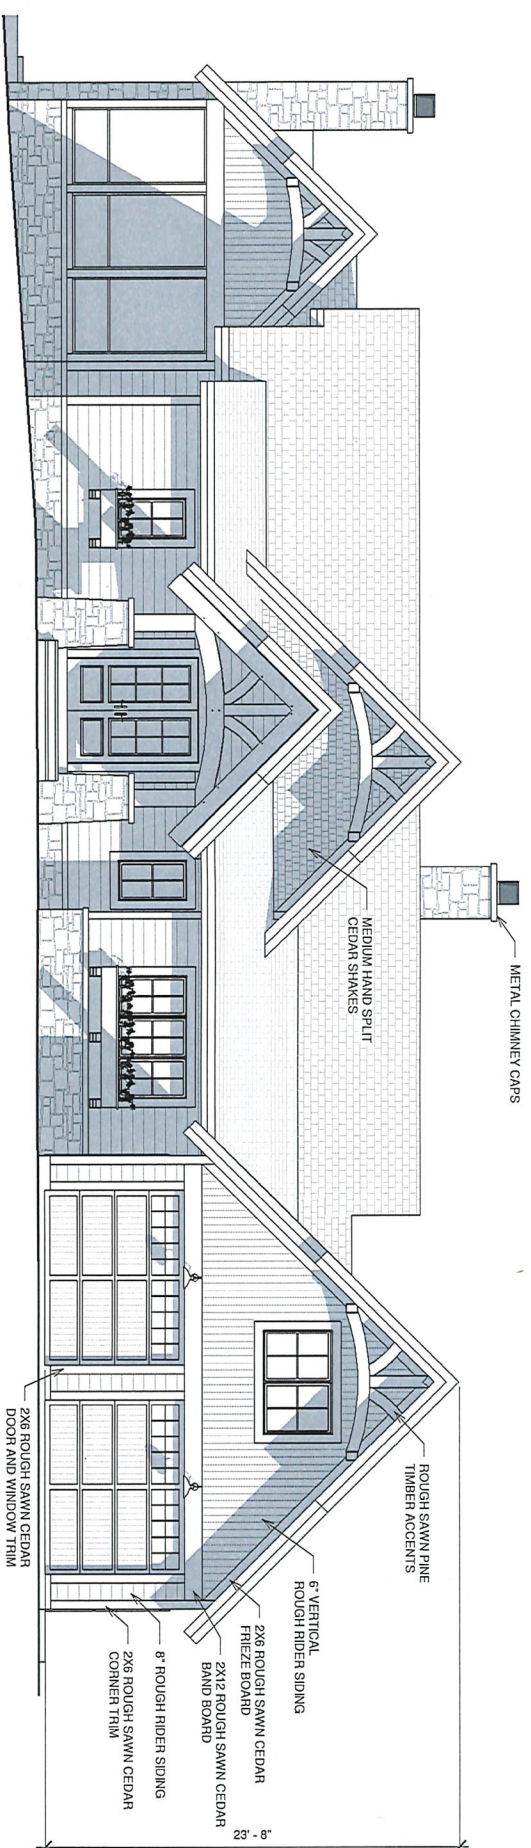 METAL CHIMNEY CAPS
MEDIUM HAND SPLIT
CEDAR SHAKES
ROUGH SAWN PINE
TIMBER ACCENTS
6" VERTICAL
ROUGH RIDER SIDING
2X6 ROUGH SAWN CEDAR
FRIEZE BOARD
2X12 ROUGH SAWN CEDAR
BAND BOARD
8" ROUGH RIDER SIDING
2X6 ROUGH SAWN CEDAR
CORNER TRIM
2X6 ROUGH SAWN CEDAR
DOOR AND WINDOW TRIM
23' - 8"